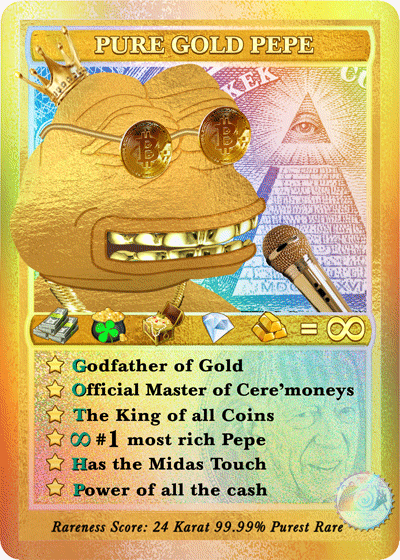 PURE GOLD PEPE
= ∞
Godfather of Gold
Official Master of Cere'moneys
The King of all Coins
∞ #1 most rich Pepe
Has the Midas Touch
Power of all the cash
Rareness Score: 24 Karat 99.99% Purest Rare